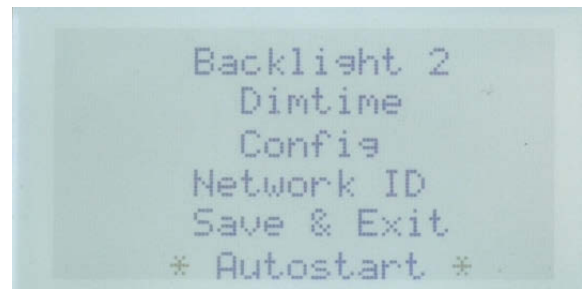 Backlight 2
Dimtime
Config
Network ID
Save & Exit
* Autostart *